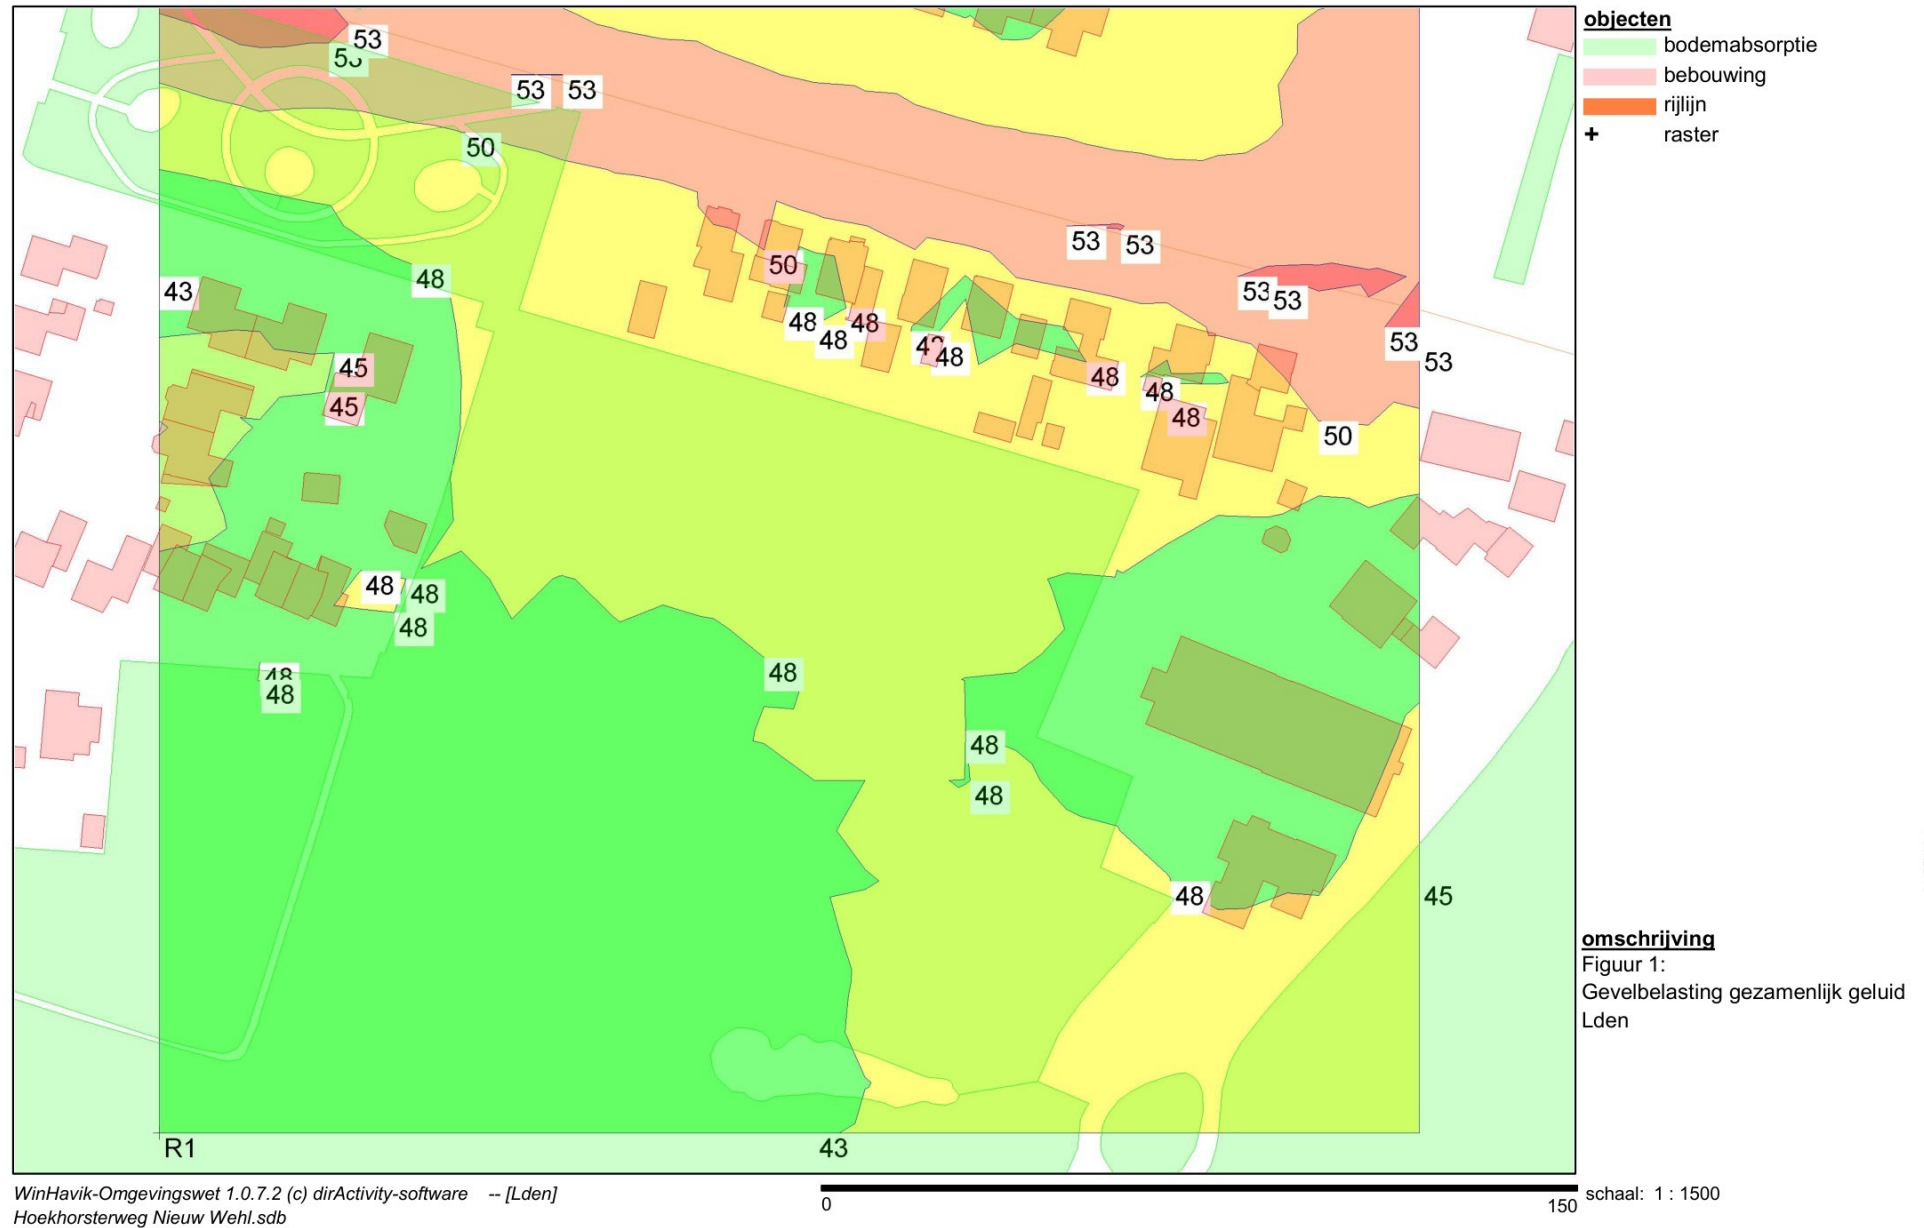 53
53
53
50
43
48
50
48
48
48
48
48
48
48
45
45
53
53
53
53
53
53
50
48
48
48
48
48
48
48
48
48
45
R1
43
objecten
bodemabsorptie
bebouwing
rijlijn
raster
omschrijving
Figuur 1:
Gevelbelasting gezamenlijk geluid
Lden
WinHavik-Omgevingswet 1.0.7.2 (c) dirActivity-software -- [Lden]
Hoekhorsterweg Nieuw Wehl.sdb
0
150
schaal: 1 : 1500